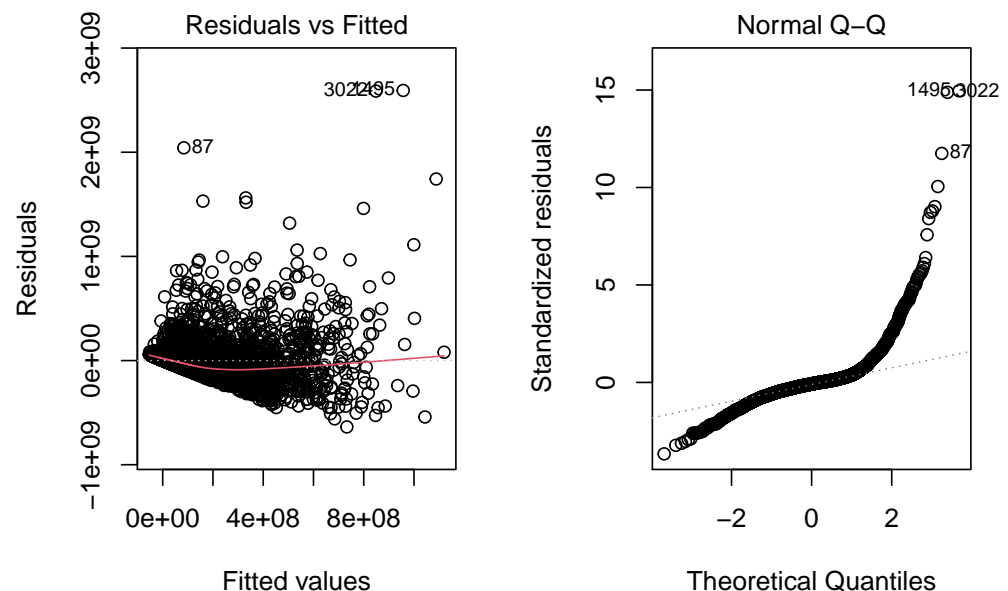 Residuals vs Fitted
Residuals
3e+09
2e+09
1e+09
0e+00
−1e+09
3022
1495
87
0e+00 4e+08 8e+08
Fitted values
Normal Q−Q
Standardized residuals
15
10
5
0
1495
3022
87
−2 0 2
Theoretical Quantiles